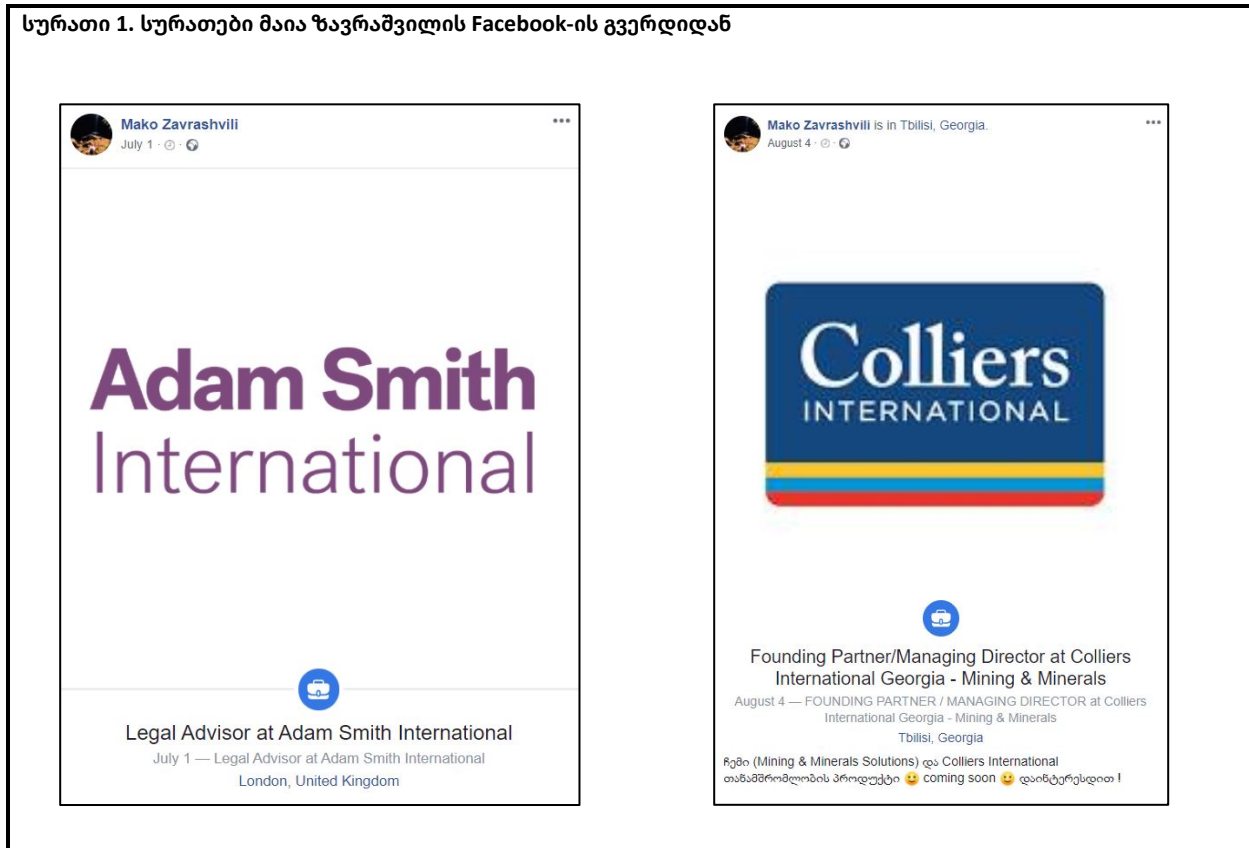 სურათი 1. სურათები მაია ზავრაშვილის Facebook-ის გვერდიდან
Mako Zavrashvili
July 1
Adam Smith
International
Legal Advisor at Adam Smith International
July 1 — Legal Advisor at Adam Smith International
London, United Kingdom
Mako Zavrashvili is in Tbilisi, Georgia.
August 4
Colliers
INTERNATIONAL
Founding Partner/Managing Director at Colliers
International Georgia - Mining & Minerals
August 4 — FOUNDING PARTNER / MANAGING DIRECTOR at Colliers
International Georgia - Mining & Minerals
Tbilisi, Georgia
ჩემი (Mining & Minerals Solutions) და Colliers International
თანამშრომლობის პროდუქტი 😃 coming soon 😃 დაინტერესდით !